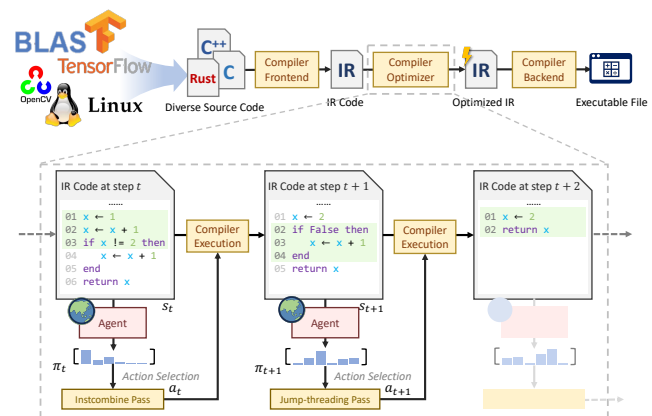 BLAS
TensorFlow
OpenCV
Linux
C++
Rust
C
Diverse Source Code
Compiler
Frontend
IR
IR Code
Compiler
Optimizer
IR
Optimized IR
Compiler
Backend
Executable File
IR Code at step t
......
01 x ← 1
02 x ← x + 1
03 if x != 2 then
04 x ← x + 1
05 end
06 return x
s_t
Agent
π_t
[ ]
Action Selection
a_t
Instcombine Pass
Compiler
Execution
IR Code at step t + 1
......
01 x ← 2
02 if False then
03 x ← x + 1
04 end
05 return x
s_t+1
Agent
π_t+1
[ ]
Action Selection
a_t+1
Jump-threading Pass
Compiler
Execution
IR Code at step t + 2
......
01 x ← 2
02 return x
[ ]